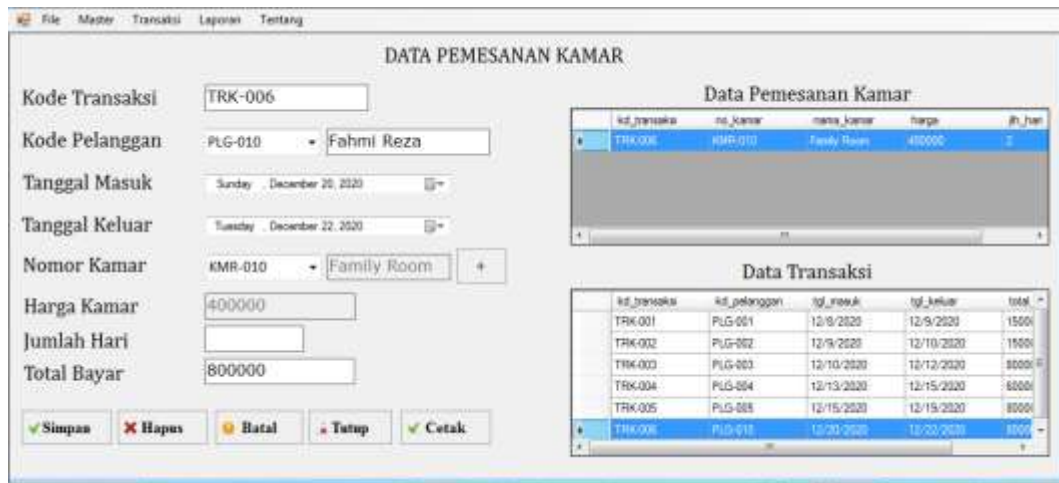 File Master Transaksi Laporan Tentang
DATA PEMESANAN KAMAR
Kode Transaksi TRK-006
Kode Pelanggan PLG-010 Fahmi Reza
Tanggal Masuk Sunday , December 20, 2020
Tanggal Keluar Tuesday , December 22, 2020
Nomor Kamar KMR-010 Family Room +
Harga Kamar 400000
Jumlah Hari
Total Bayar 800000
Simpan Hapus Batal Tutup Cetak
Data Pemesanan Kamar
kd_transaksi no_kamar nama_kamar harga jlh_hari
TRK-006 KMR-010 Family Room 400000 2
Data Transaksi
kd_transaksi kd_pelanggan tgl_masuk tgl_keluar total
TRK-001 PLG-001 12/8/2020 12/9/2020
TRK-002 PLG-002 12/9/2020 12/10/2020
TRK-003 PLG-003 12/10/2020 12/12/2020
TRK-004 PLG-004 12/13/2020 12/15/2020
TRK-005 PLG-005 12/15/2020 12/19/2020
TRK-006 PLG-010 12/20/2020 12/22/2020